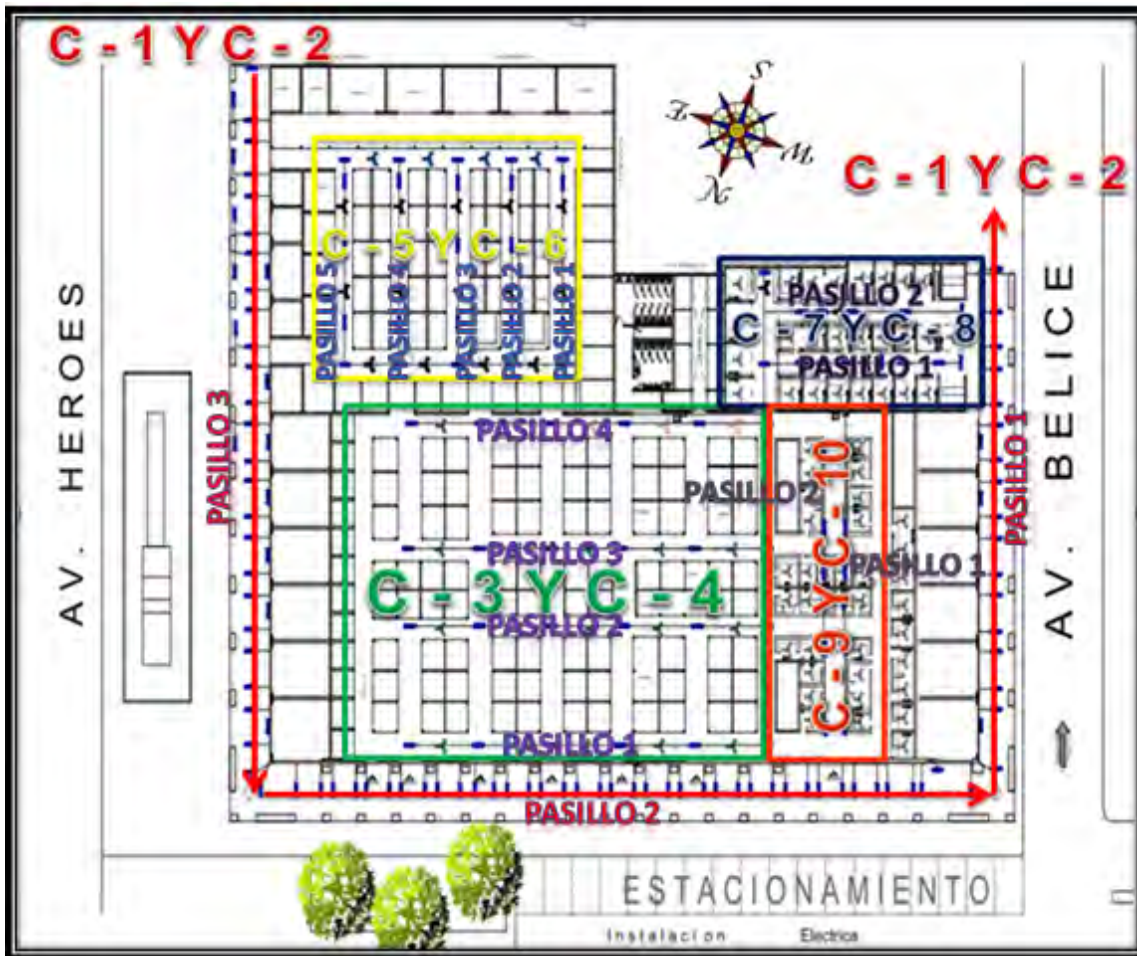 C - 1 Y C - 2
S
E
M
N
C - 1 Y C - 2
C - 5 Y C - 6
PASILLO 5
PASILLO 4
PASILLO 3
PASILLO 2
PASILLO 1
PASILLO 2
C - 7 Y C - 8
PASILLO 1
AV. HEROES
PASILLO 3
PASILLO 4
PASILLO 3
C - 3 Y C - 4
PASILLO 2
PASILLO 1
PASILLO 2
C - 9 Y C - 10
PASILLO 1
PASILLO 1
AV. BELICE
PASILLO 2
ESTACIONAMIENTO
Instalacion Electrica